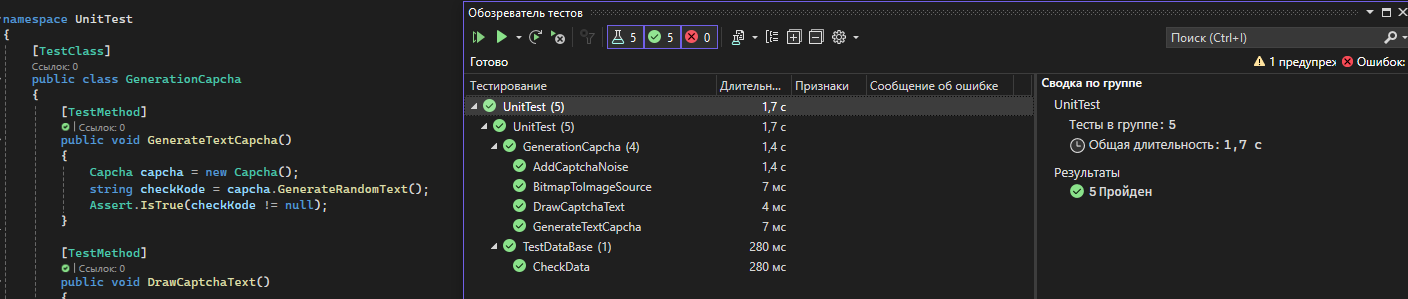 namespace UnitTest
{
[TestClass]
Ссылок: 0
public class GenerationCapcha
{
[TestMethod]
| Ссылок: 0
public void GenerateTextCapcha()
{
Capcha capcha = new Capcha();
string checkKode = capcha.GenerateRandomText();
Assert.IsTrue(checkKode != null);
}
[TestMethod]
| Ссылок: 0
public void DrawCaptchaText()
{
Обозреватель тестов
5 5 0
Поиск (Ctrl+I)
Готово
1 предупреж Ошибок:
Тестирование Длительн... Признаки Сообщение об ошибке
UnitTest (5) 1,7 с
UnitTest (5) 1,7 с
GenerationCapcha (4) 1,4 с
AddCaptchaNoise 1,4 с
BitmapToImageSource 7 мс
DrawCaptchaText 4 мс
GenerateTextCapcha 7 мс
TestDataBase (1) 280 мс
CheckData 280 мс
Сводка по группе
UnitTest
Тесты в группе: 5
Общая длительность: 1,7 с
Результаты
5 Пройден